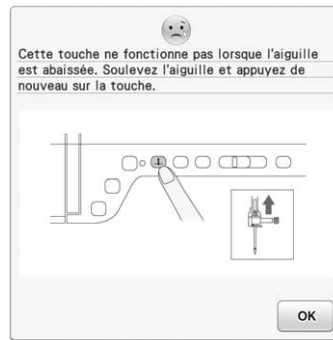 Cette touche ne fonctionne pas lorsque l'aiguille
est abaissée. Soulevez l'aiguille et appuyez de
nouveau sur la touche.
OK